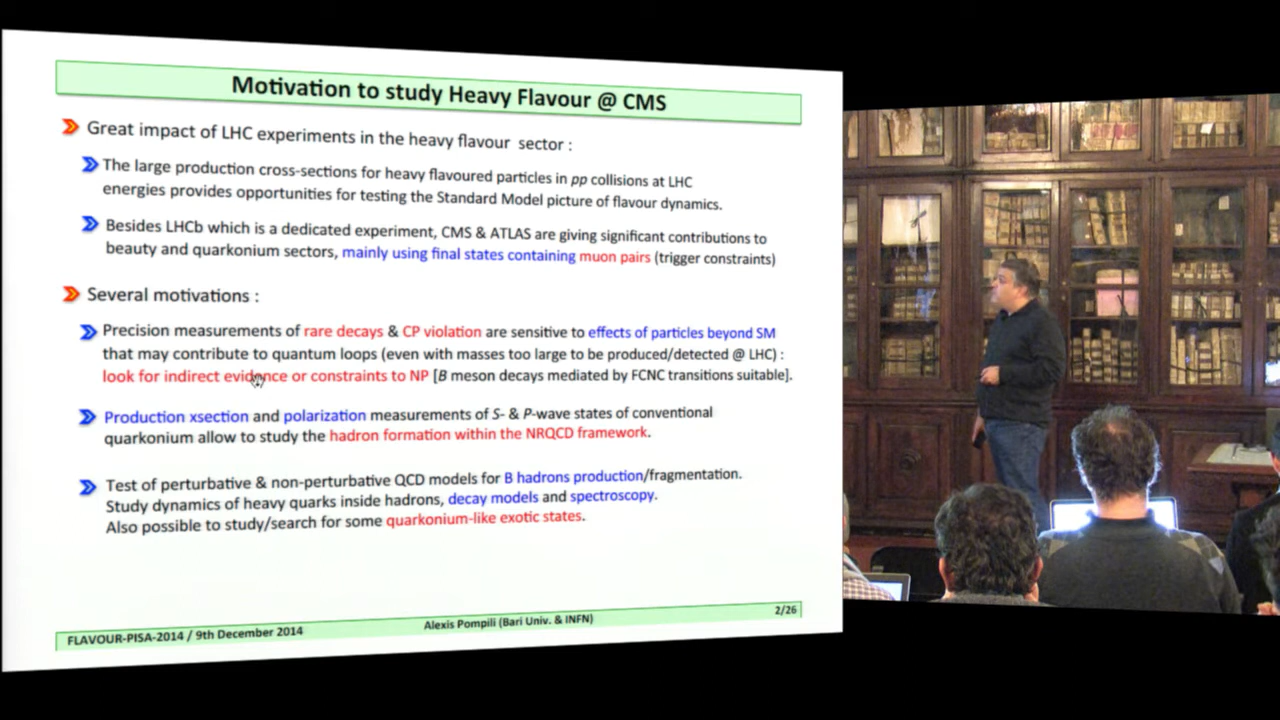 Motivation to study Heavy Flavour @ CMS
Great impact of LHC experiments in the heavy flavour sector :
The large production cross-sections for heavy flavoured particles in pp collisions at LHC
energies provides opportunities for testing the Standard Model picture of flavour dynamics.
Besides LHCb which is a dedicated experiment, CMS & ATLAS are giving significant contributions to
beauty and quarkonium sectors, mainly using final states containing muon pairs (trigger constraints)
Several motivations :
Precision measurements of rare decays & CP violation are sensitive to effects of particles beyond SM
that may contribute to quantum loops (even with masses too large to be produced/detected @ LHC) :
look for indirect evidence or constraints to NP [B meson decays mediated by FCNC transitions suitable].
Production xsection and polarization measurements of S- & P-wave states of conventional
quarkonium allow to study the hadron formation within the NRQCD framework.
Test of perturbative & non-perturbative QCD models for B hadrons production/fragmentation.
Study dynamics of heavy quarks inside hadrons, decay models and spectroscopy.
Also possible to study/search for some quarkonium-like exotic states.
FLAVOUR-PISA-2014 / 9th December 2014
Alexis Pompili (Bari Univ. & INFN)
2/26